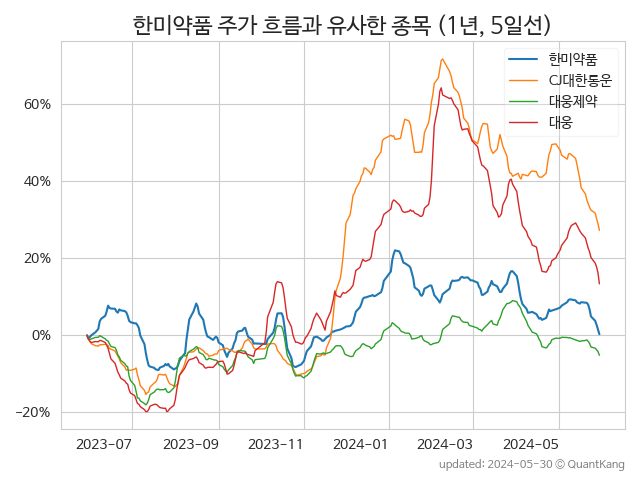 한미약품 주가 흐름과 유사한 종목 (1년, 5일선)
한미약품
CJ대한통운
대웅제약
대웅
60%
40%
20%
0%
−20%
2023-07
2023-09
2023-11
2024-01
2024-03
2024-05
updated: 2024-05-30 © QuantKang